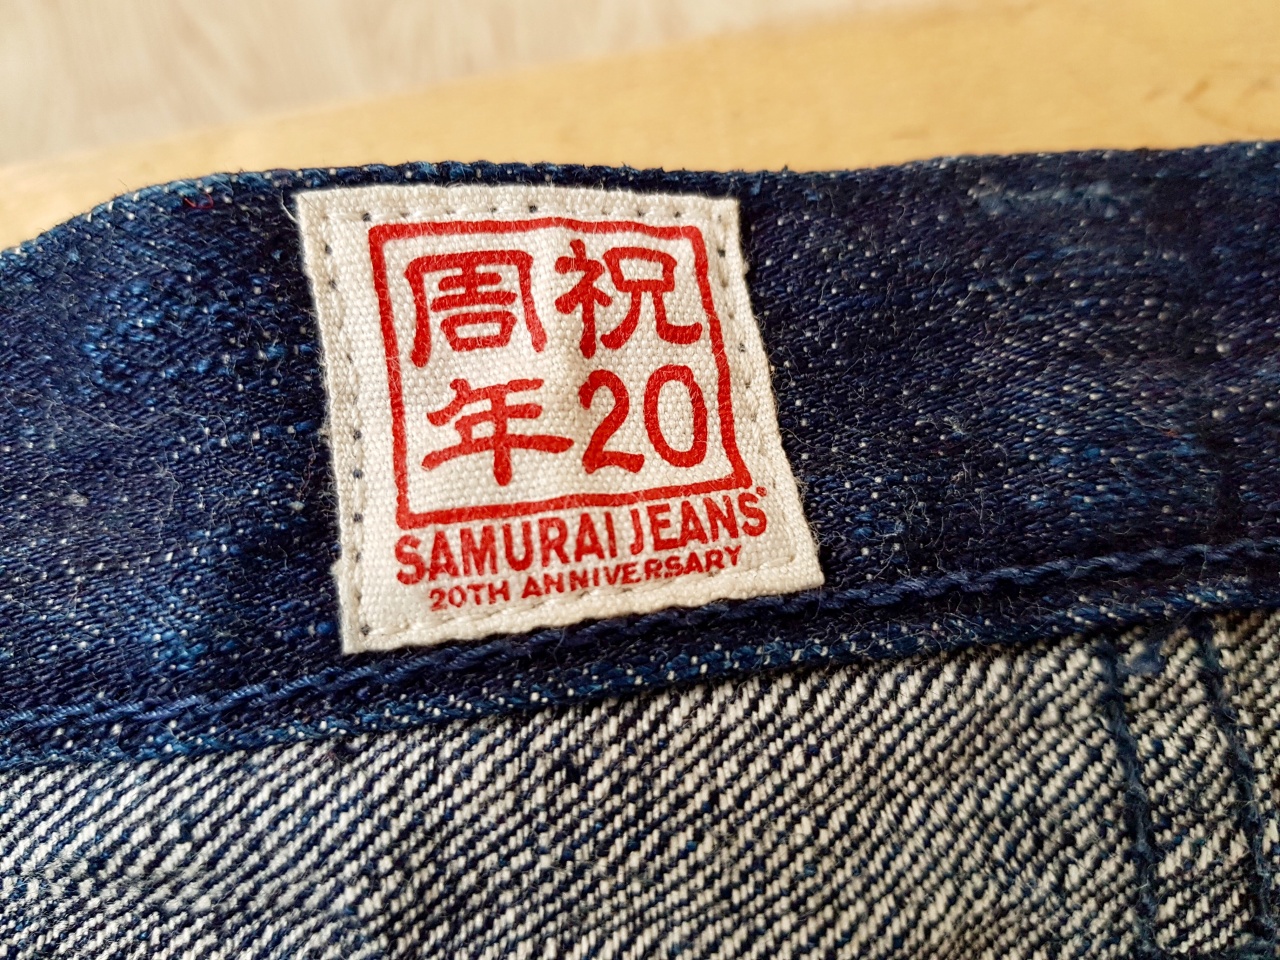 祝20
周年
SAMURAI JEANS
20TH ANNIVERSARY